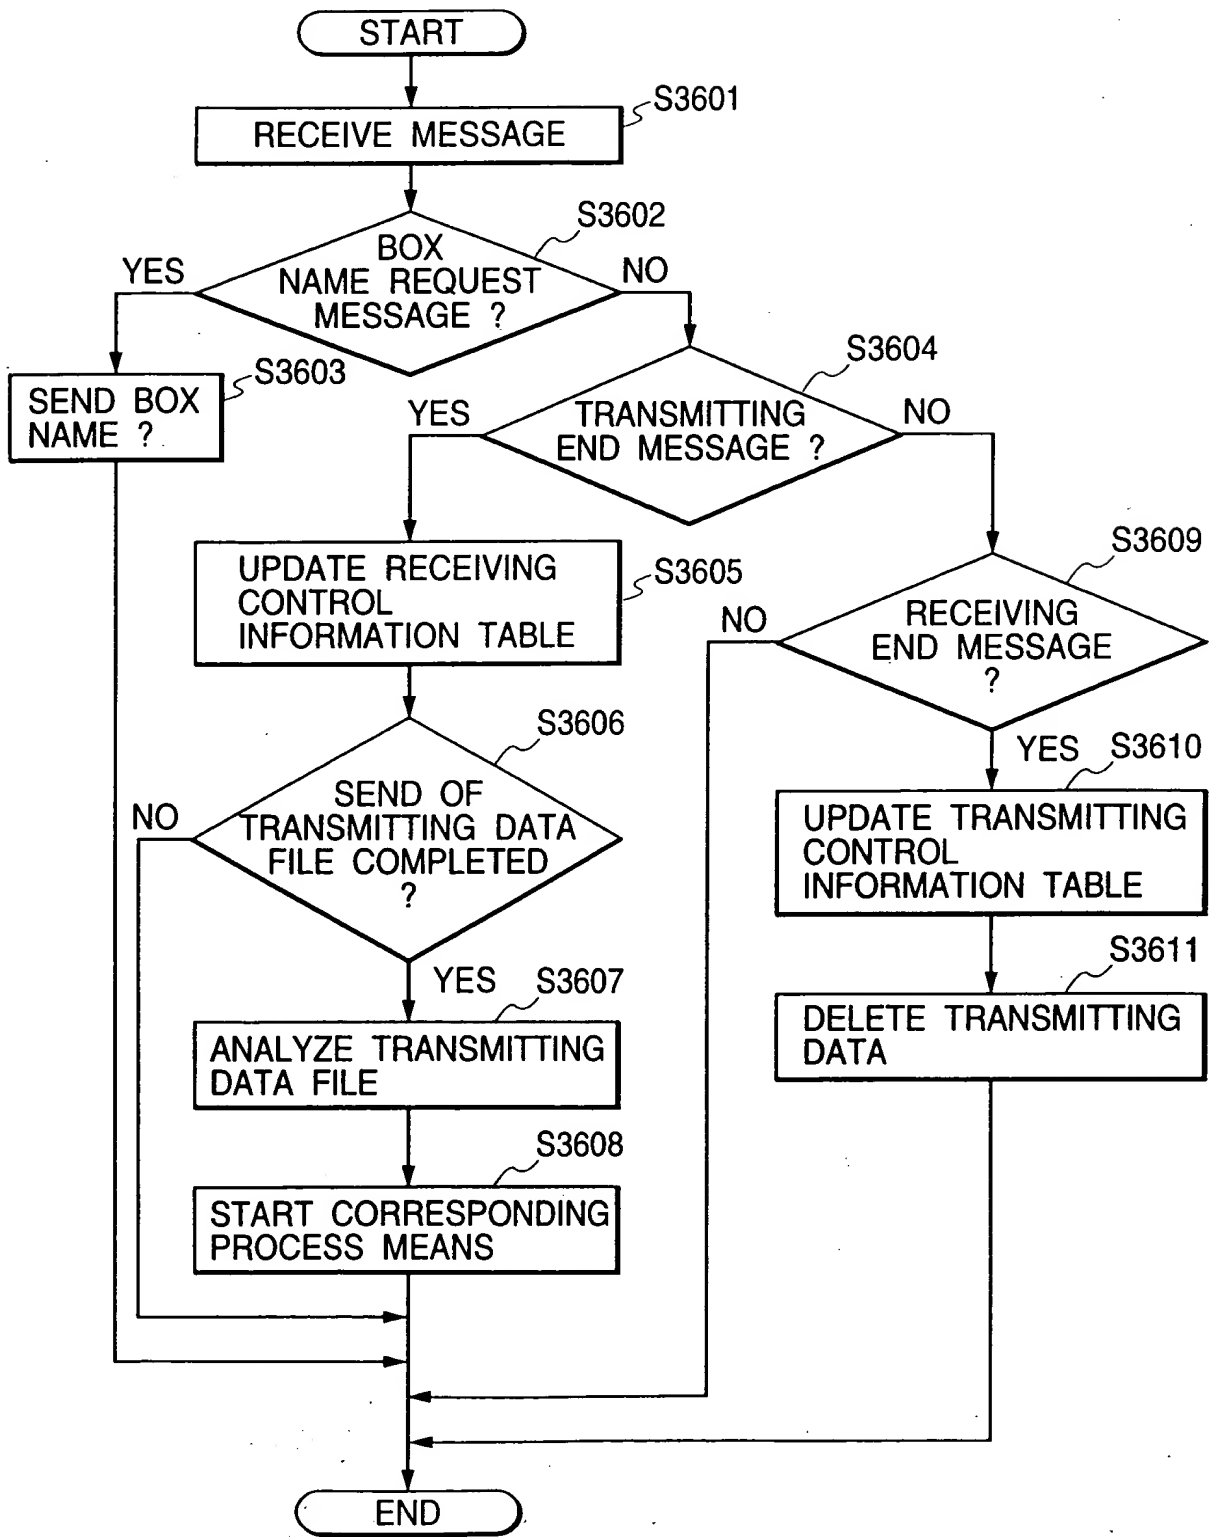 START
RECEIVE MESSAGE
S3601
S3602
BOX
NAME REQUEST
MESSAGE ?
YES
NO
S3603
SEND BOX
NAME ?
S3604
TRANSMITTING
END MESSAGE ?
YES
NO
S3605
UPDATE RECEIVING
CONTROL
INFORMATION TABLE
S3609
RECEIVING
END MESSAGE
?
NO
YES
S3606
SEND OF
TRANSMITTING DATA
FILE COMPLETED
?
NO
YES
S3610
UPDATE TRANSMITTING
CONTROL
INFORMATION TABLE
S3607
ANALYZE TRANSMITTING
DATA FILE
S3611
DELETE TRANSMITTING
DATA
S3608
START CORRESPONDING
PROCESS MEANS
END